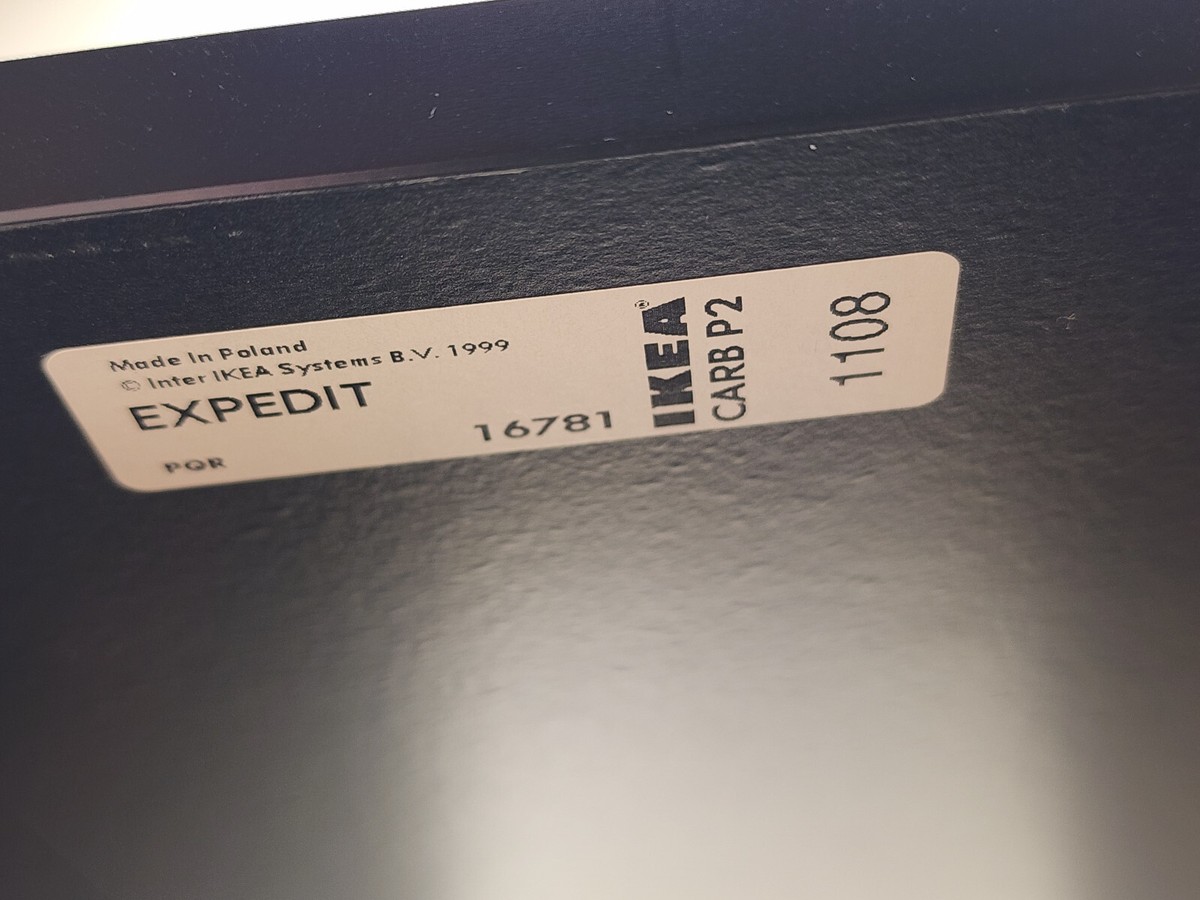 Made In Poland
© Inter IKEA Systems B.V. 1999
EXPEDIT
16781
PQR
IKEA®
CARB P2
1108